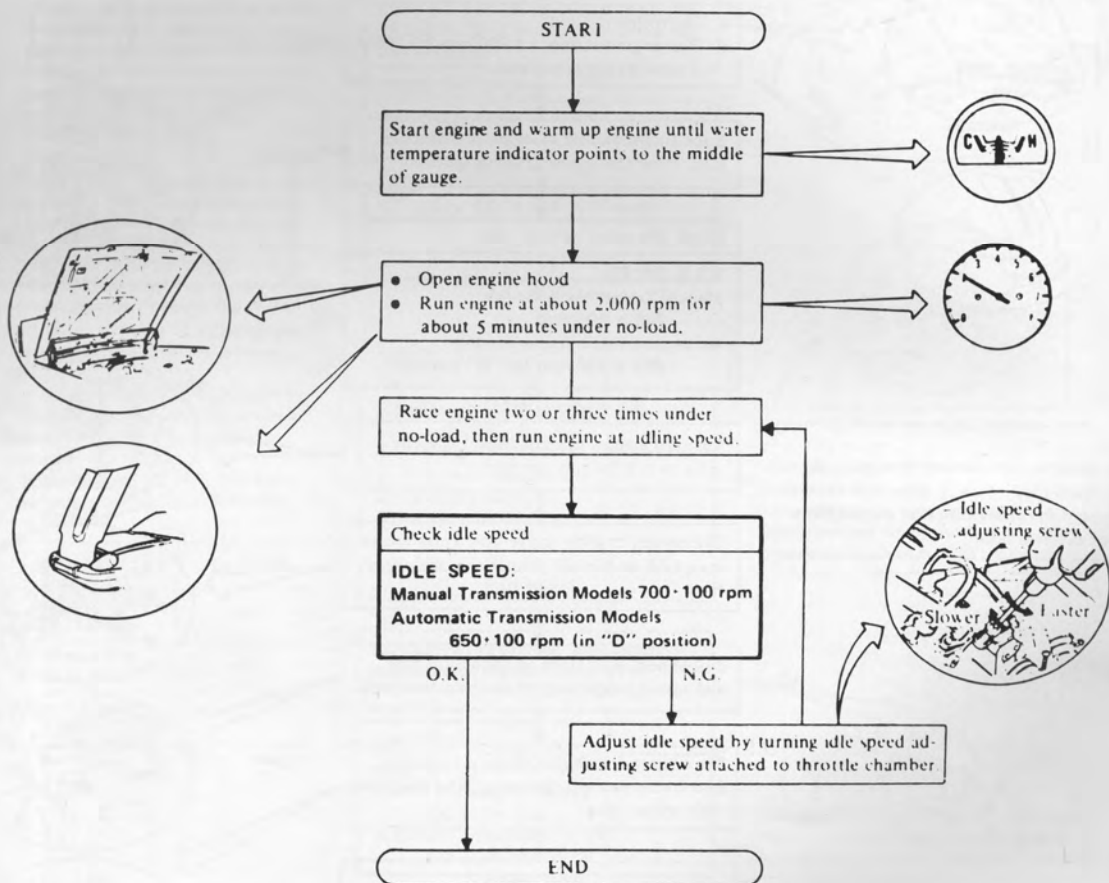 START
Start engine and warm up engine until water
temperature indicator points to the middle
of gauge.
C H
• Open engine hood
• Run engine at about 2,000 rpm for
about 5 minutes under no-load.
3 4 5 6
Race engine two or three times under
no-load, then run engine at idling speed.
Check idle speed
IDLE SPEED:
Manual Transmission Models 700·100 rpm
Automatic Transmission Models
650·100 rpm (in "D" position)
Idle speed
adjusting screw
Slower Faster
O.K. N.G.
Adjust idle speed by turning idle speed ad-
justing screw attached to throttle chamber.
END